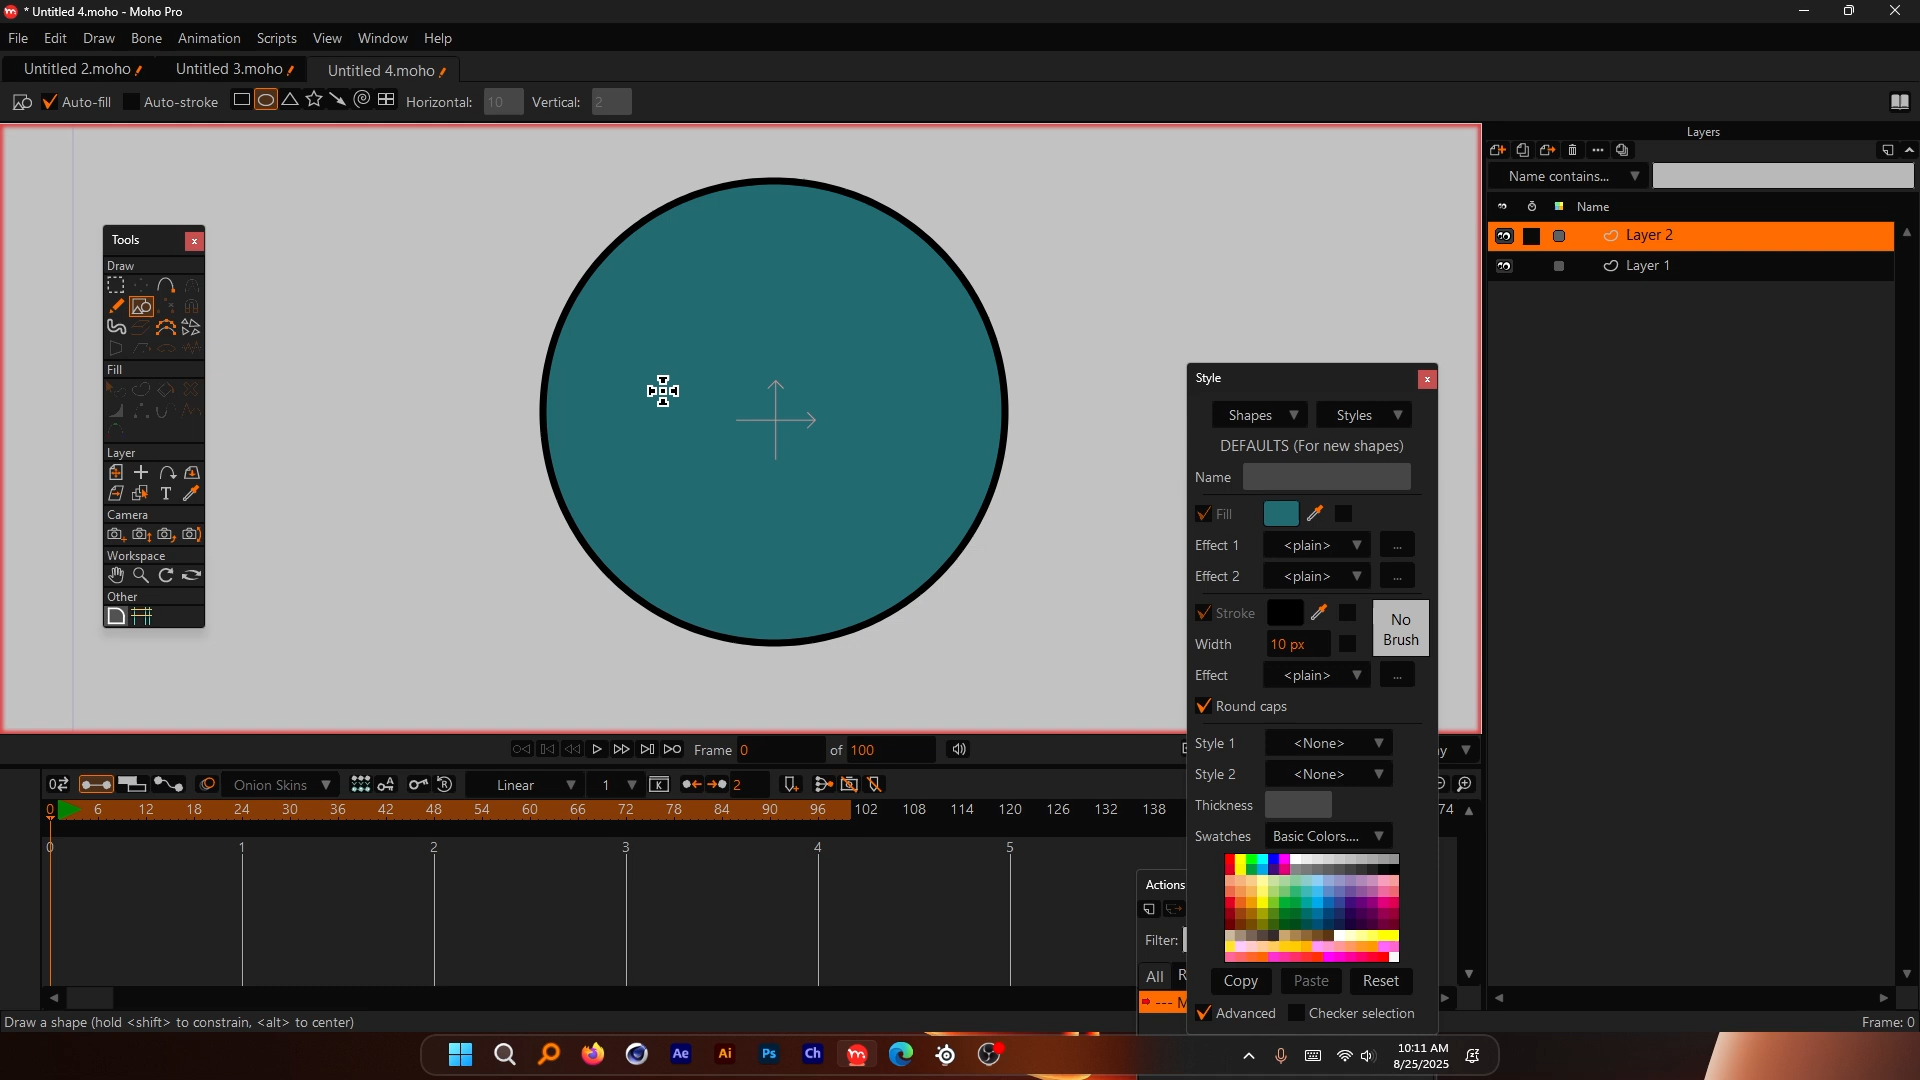 * Untitled 4.moho - Moho Pro
File Edit Draw Bone Animation Scripts View Window Help
Untitled 2.moho Untitled 3.moho Untitled 4.moho
Auto-fill Auto-stroke Horizontal: 10 Vertical: 2
Layers
Name contains...
Name
Layer 2
Layer 1
Tools
Draw
Fill
Layer
T
Camera
Workspace
Other
Style
Shapes Styles
DEFAULTS (For new shapes)
Name
Fill
Effect 1 <plain> ...
Effect 2 <plain> ...
Stroke
No
Brush
Width 10 px
Effect <plain> ...
Round caps
Style 1 <None>
Style 2 <None>
Thickness
Swatches Basic Colors....
Copy Paste Reset
Advanced Checker selection
Frame 0 of 100
Onion Skins Linear 1 2
0 6 12 18 24 30 36 42 48 54 60 66 72 78 84 90 96 102 108 114 120 126 132 138 74
0 1 2 3 4 5
Actions
Filter:
All R
--- M
Draw a shape (hold <shift> to constrain, <alt> to center)
Frame: 0
Ae Ai Ps Ch
10:11 AM
8/25/2025